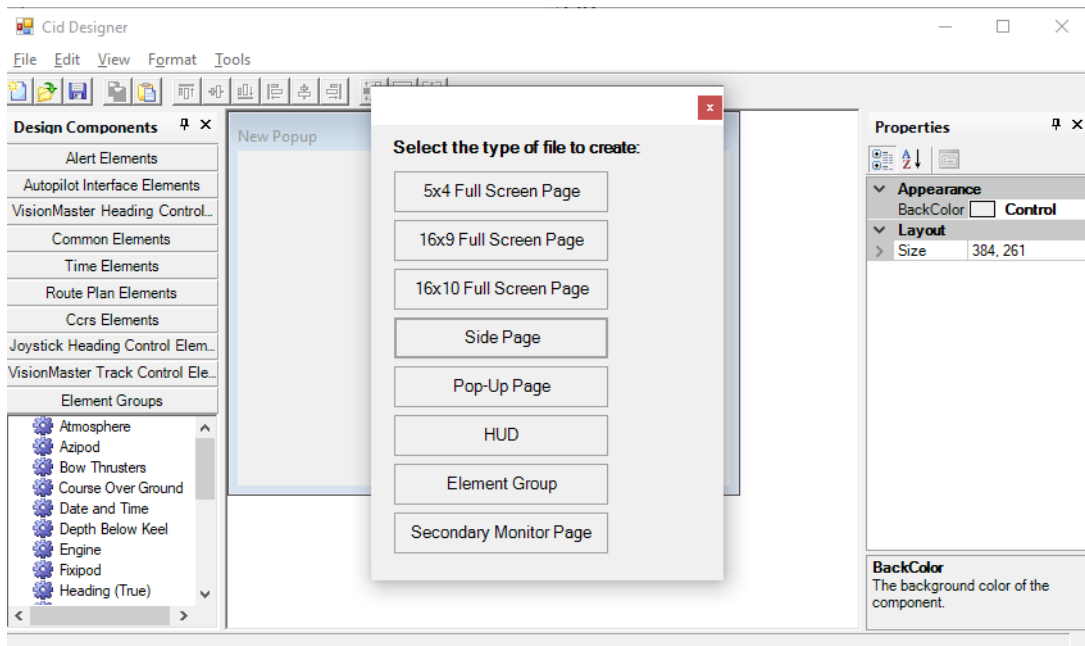 Cid Designer
File Edit View Format Tools
Design Components
Alert Elements
Autopilot Interface Elements
VisionMaster Heading Control...
Common Elements
Time Elements
Route Plan Elements
Ccrs Elements
Joystick Heading Control Elem...
VisionMaster Track Control Ele...
Element Groups
Atmosphere
Azipod
Bow Thrusters
Course Over Ground
Date and Time
Depth Below Keel
Engine
Fixipod
Heading (True)
New Popup
x
Select the type of file to create:
5x4 Full Screen Page
16x9 Full Screen Page
16x10 Full Screen Page
Side Page
Pop-Up Page
HUD
Element Group
Secondary Monitor Page
Properties
Appearance
BackColor Control
Layout
Size 384, 261
BackColor
The background color of the
component.